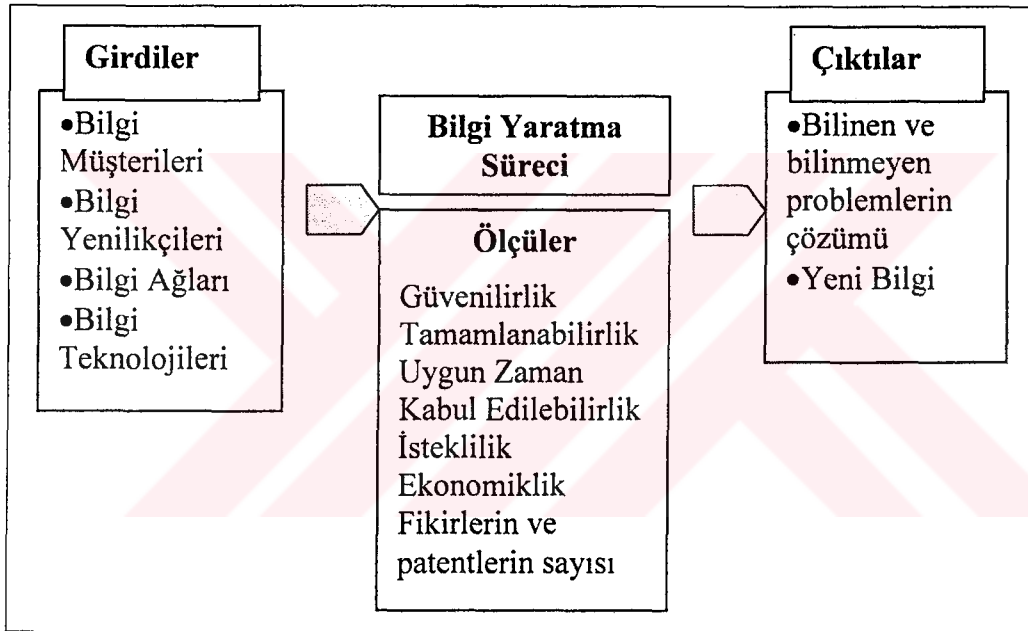 Girdiler
•Bilgi
Müşterileri
•Bilgi
Yenilikçileri
•Bilgi Ağları
•Bilgi
Teknolojileri
Bilgi Yaratma
Süreci
Ölçüler
Güvenilirlik
Tamamlanabilirlik
Uygun Zaman
Kabul Edilebilirlik
İsteklilik
Ekonomiklik
Fikirlerin ve
patentlerin sayısı
Çıktılar
•Bilinen ve
bilinmeyen
problemlerin
çözümü
•Yeni Bilgi